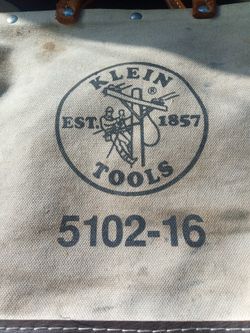 KLEIN
®
EST. 1857
TOOLS
5102-16